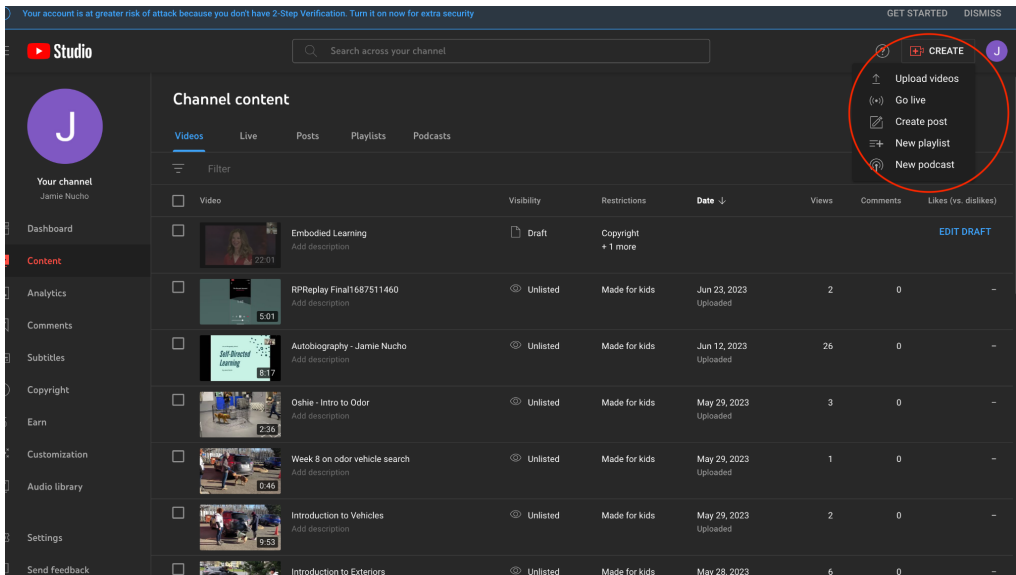 Your account is at greater risk of attack because you don't have 2-Step Verification. Turn it on now for extra security GET STARTED DISMISS
Studio
Search across your channel
CREATE
J
Upload videos
Go live
Create post
New playlist
New podcast
J
Your channel
Jamie Nucho
Dashboard
Content
Analytics
Comments
Subtitles
Copyright
Earn
Customization
Audio library
Settings
Send feedback
Channel content
Videos Live Posts Playlists Podcasts
Filter
Video Visibility Restrictions Date Views Comments Likes (vs. dislikes)
22:01 Embodied Learning Draft Copyright EDIT DRAFT
Add description + 1 more
RPReplay Final1687511460 Unlisted Made for kids Jun 23, 2023 2 0 –
5:01 Add description Uploaded
Autobiography - Jamie Nucho Unlisted Made for kids Jun 12, 2023 26 0 –
Self-Directed
Learning
8:17 Add description Uploaded
Oshie - Intro to Odor Unlisted Made for kids May 29, 2023 3 0 –
2:36 Add description Uploaded
Week 8 on odor vehicle search Unlisted Made for kids May 29, 2023 1 0 –
0:46 Add description Uploaded
Introduction to Vehicles Unlisted Made for kids May 29, 2023 2 0 –
9:53 Add description Uploaded
Introduction to Exteriors Unlisted Made for kids May 28, 2023 6 0 –